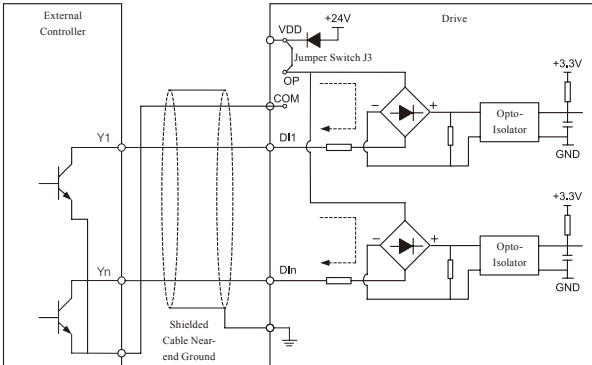 External
Controller
Drive
+24V
VDD
Jumper Switch J3
OP
COM
+3.3V
Y1
DI1
−
+
Opto-
Isolator
GND
+3.3V
Yn
DIn
−
+
Opto-
Isolator
GND
Shielded
Cable Near-
end Ground